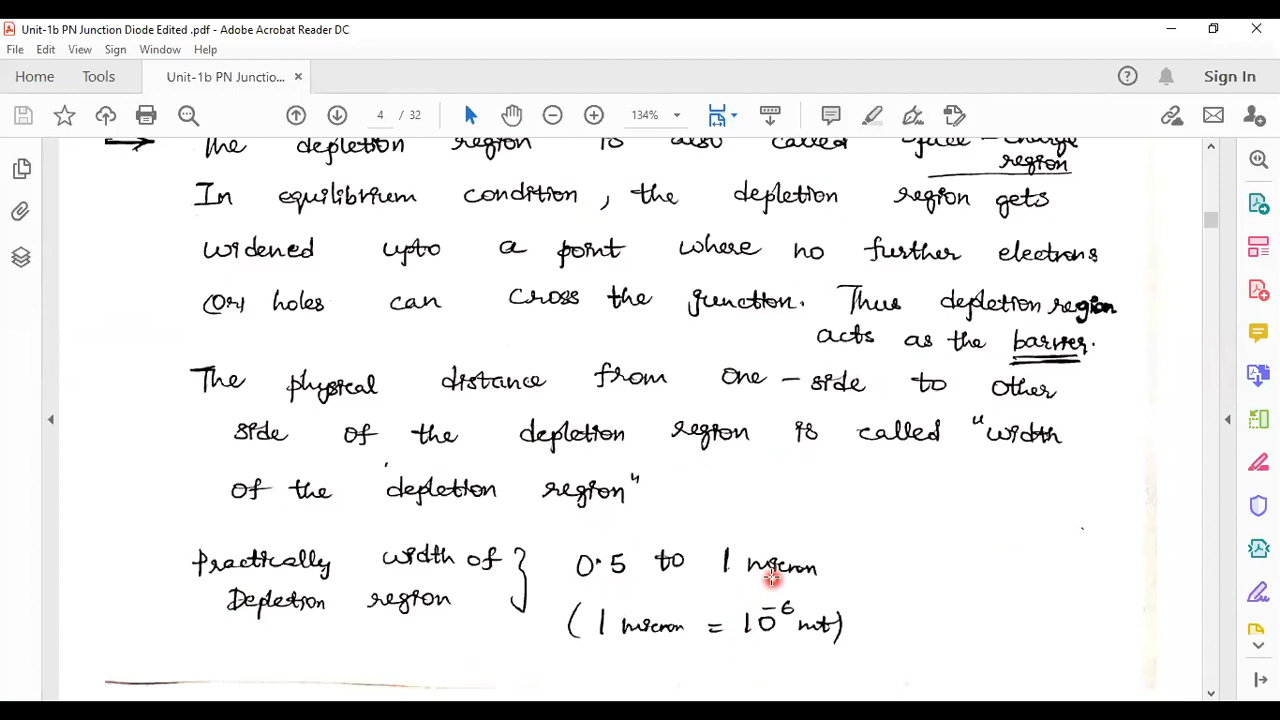 Unit-1b PN Junction Diode Edited .pdf - Adobe Acrobat Reader DC
File Edit View Sign Window Help
Home Tools Unit-1b PN Junctio... × Sign In
4 / 32 134%
The depletion region is also called space - charge
region
In equilibrium condition, the depletion region gets
widened upto a point where no further electrons
(or) holes can cross the junction. Thus depletion region
acts as the barrier.
The physical distance from one - side to other
side of the depletion region is called "width
of the depletion region"
Practically width of } 0.5 to 1 micron
Depletion region
(1 micron = 10⁻⁶ mt)